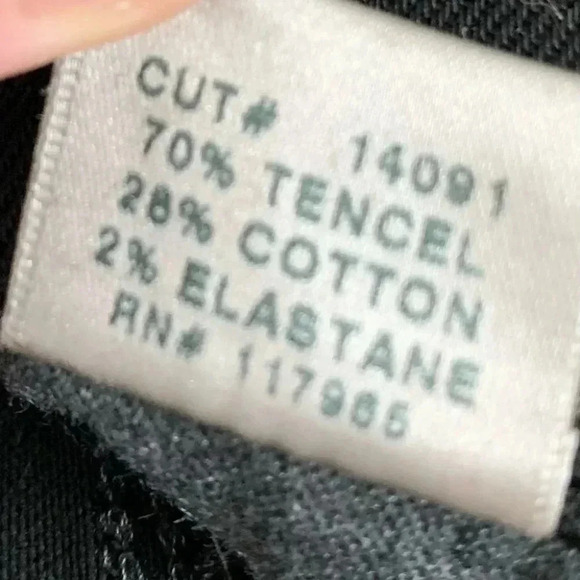 CUT# 14091
70% TENCEL
28% COTTON
2% ELASTANE
RN# 117965